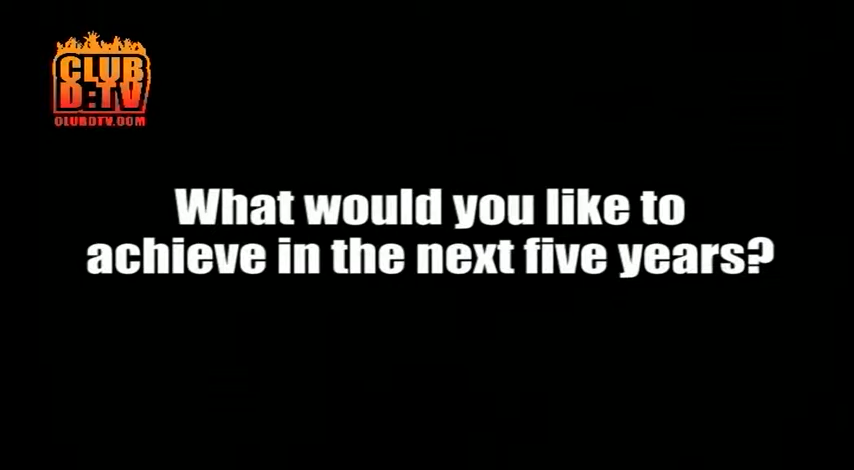 CLUB
D:TV
CLUBDTV.COM
What would you like to
achieve in the next five years?